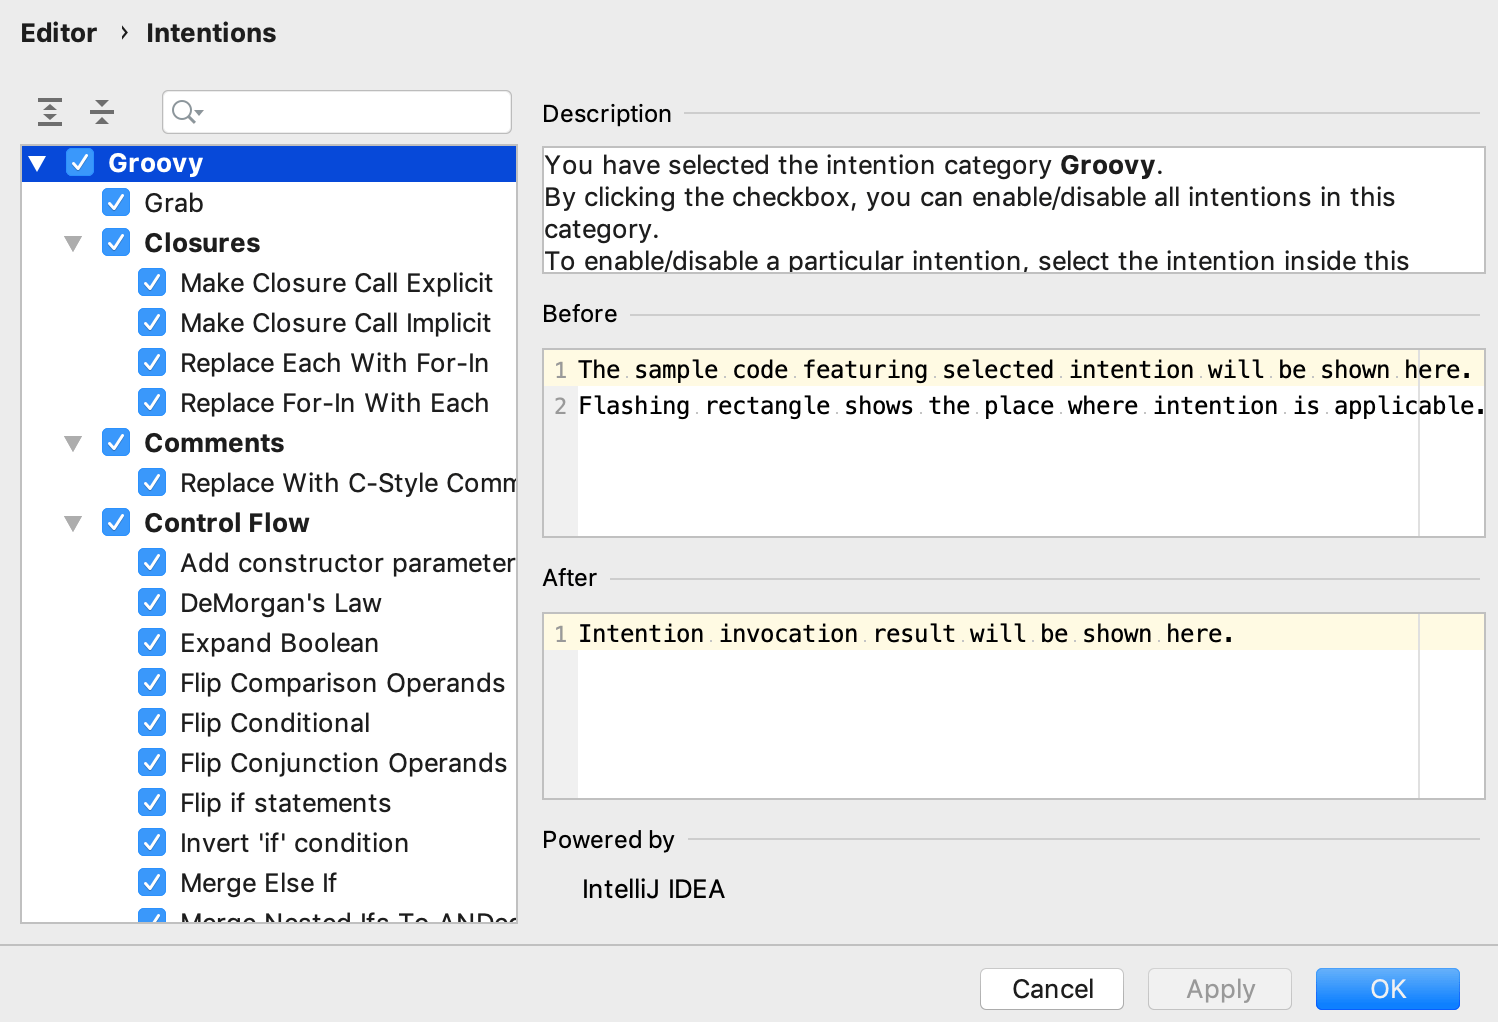 Editor › Intentions
Groovy
Grab
Closures
Make Closure Call Explicit
Make Closure Call Implicit
Replace Each With For-In
Replace For-In With Each
Comments
Replace With C-Style Comm
Control Flow
Add constructor parameter
DeMorgan's Law
Expand Boolean
Flip Comparison Operands
Flip Conditional
Flip Conjunction Operands
Flip if statements
Invert 'if' condition
Merge Else If
Merge Nested Ifs To ANDe
Description
You have selected the intention category Groovy.
By clicking the checkbox, you can enable/disable all intentions in this
category.
To enable/disable a particular intention, select the intention inside this
Before
1 The sample code featuring selected intention will be shown here.
2 Flashing rectangle shows the place where intention is applicable.
After
1 Intention invocation result will be shown here.
Powered by
IntelliJ IDEA
Cancel
Apply
OK